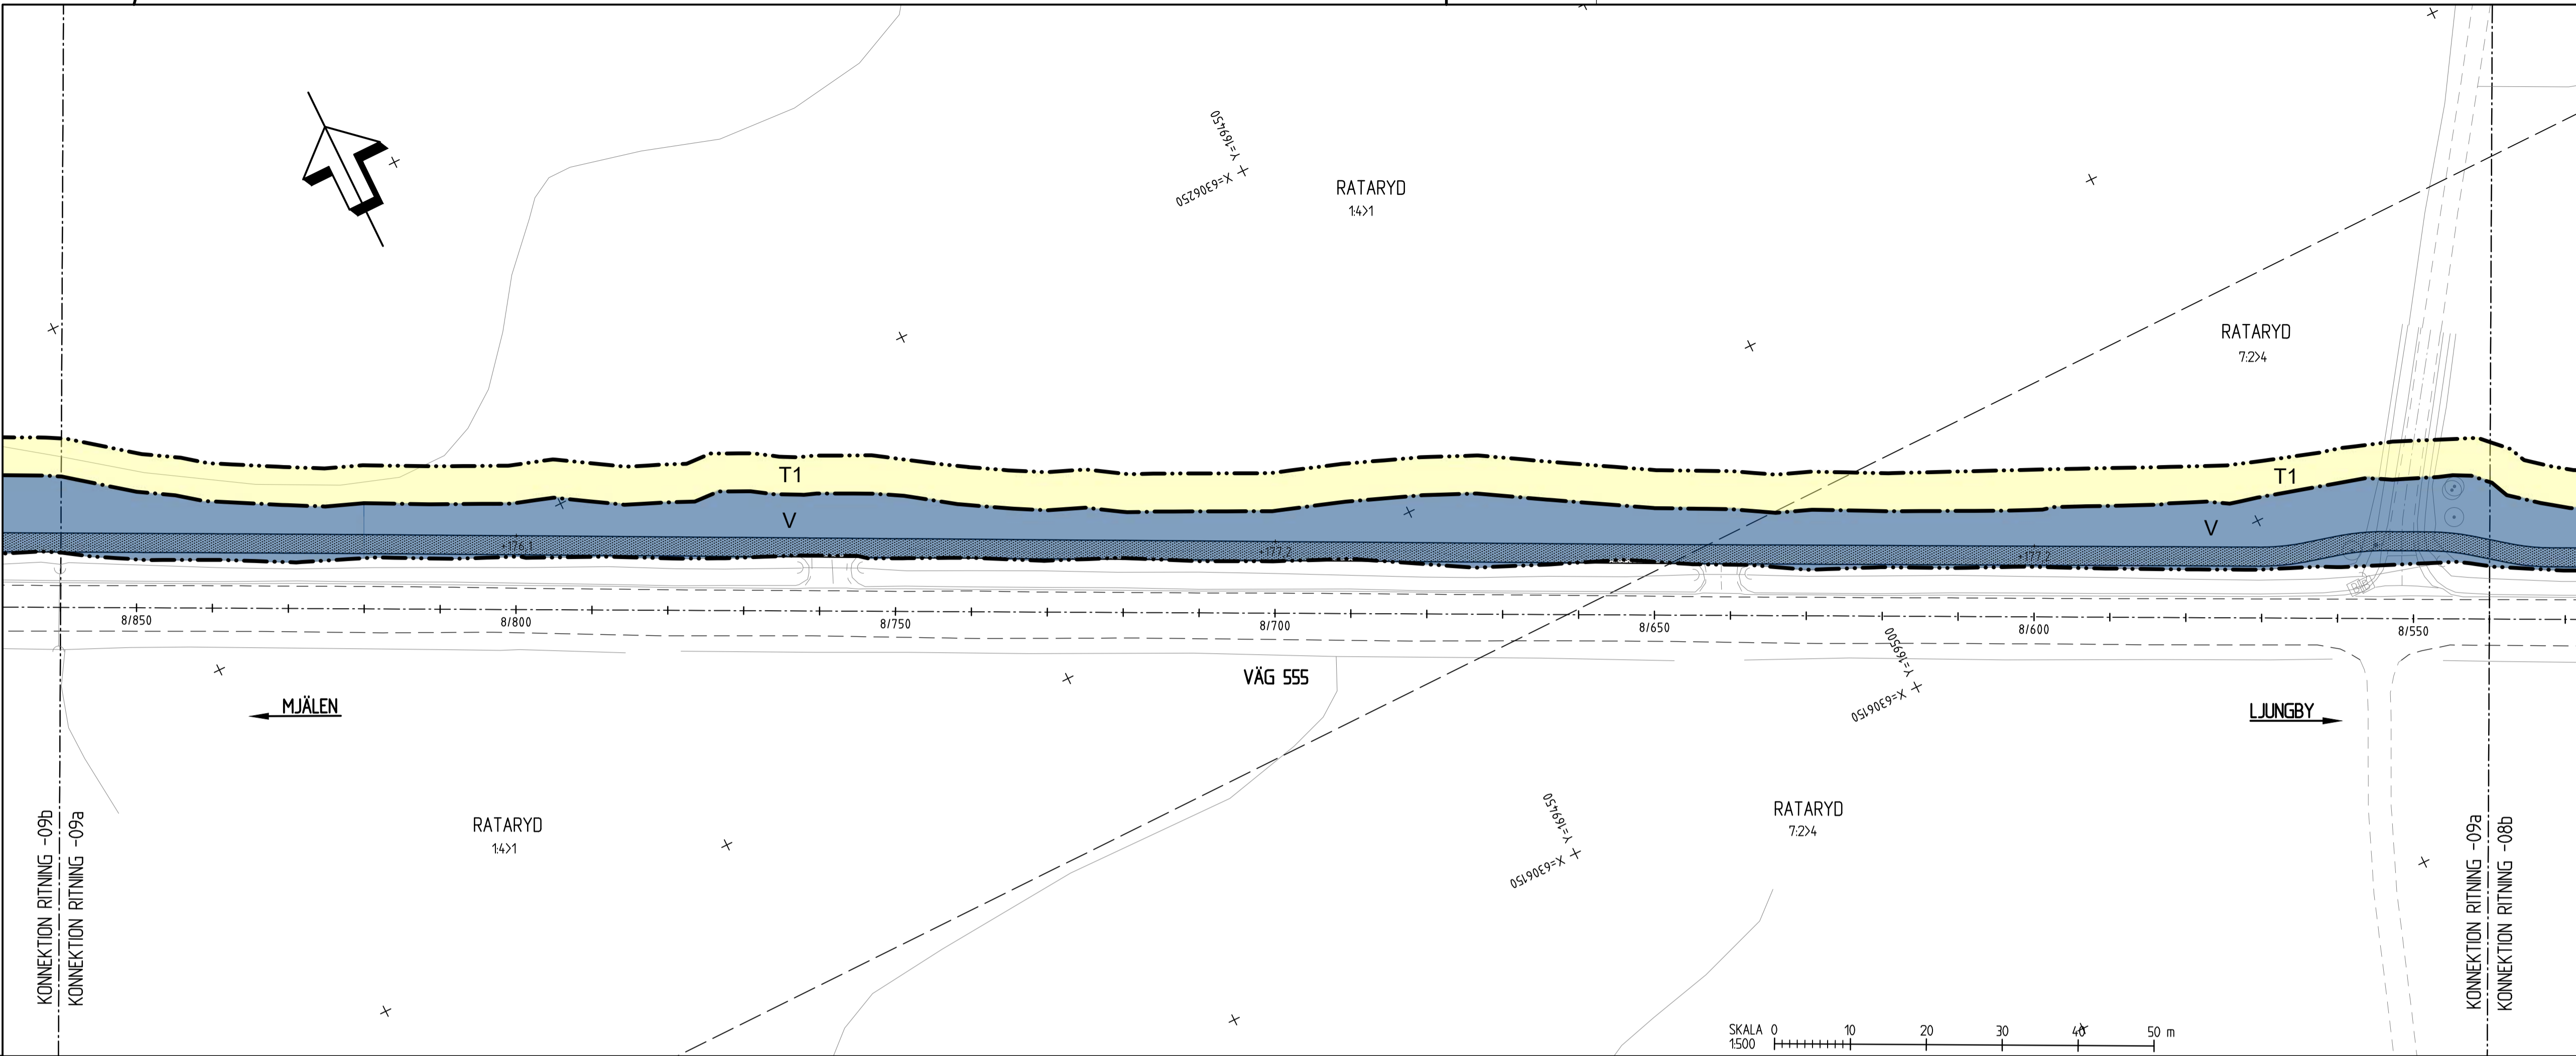 Y=169450
X=6306250
RATARYD
1:4>1
RATARYD
7:2>4
T1
T1
V
V
+176,1
+177,2
+177,2
8/850
8/800
8/750
8/700
8/650
8/600
8/550
VÄG 555
Y=169500
X=6306150
MJÄLEN
LJUNGBY
RATARYD
1:4>1
Y=169450
X=6306150
RATARYD
7:2>4
KONNEKTION RITNING -09b
KONNEKTION RITNING -09a
KONNEKTION RITNING -09a
KONNEKTION RITNING -08b
SKALA 0 10 20 30 40 50 m
1:500